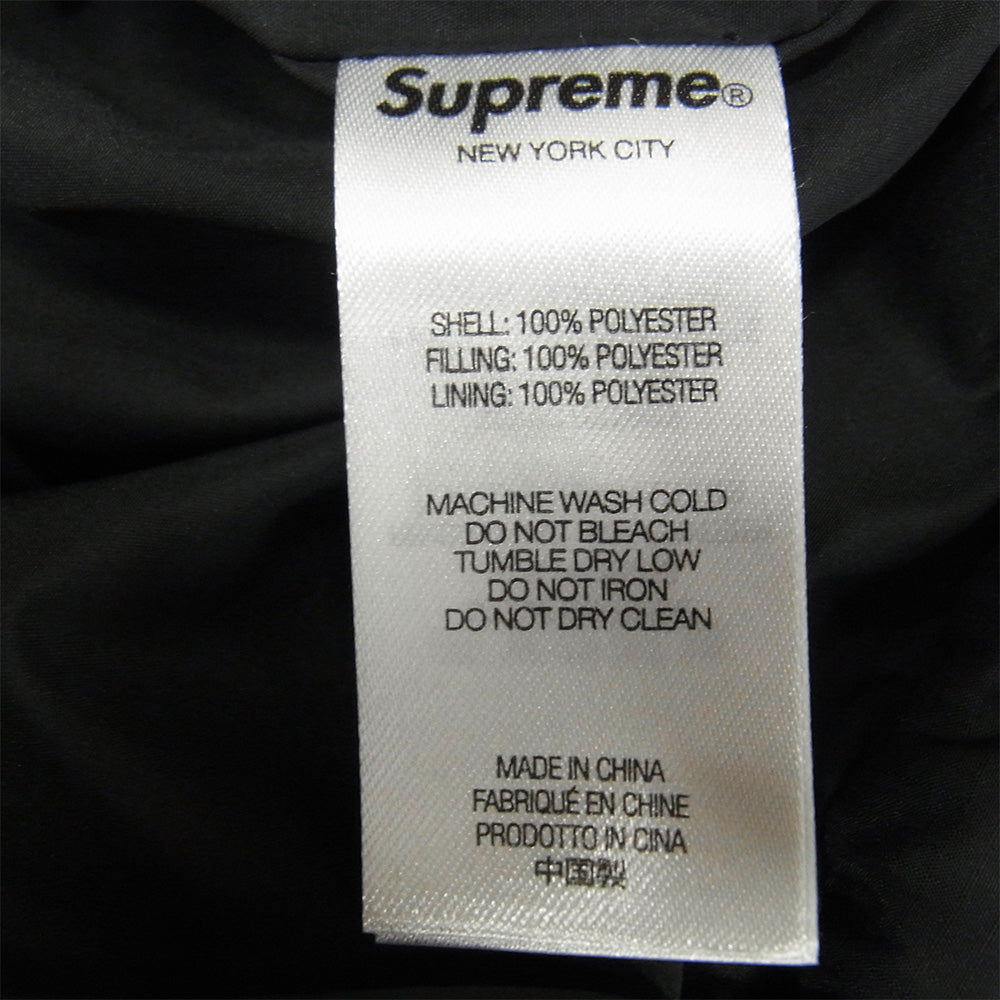 Supreme®
NEW YORK CITY
SHELL: 100% POLYESTER
FILLING: 100% POLYESTER
LINING: 100% POLYESTER
MACHINE WASH COLD
DO NOT BLEACH
TUMBLE DRY LOW
DO NOT IRON
DO NOT DRY CLEAN
MADE IN CHINA
FABRIQUÉ EN CHINE
PRODOTTO IN CINA
中国製